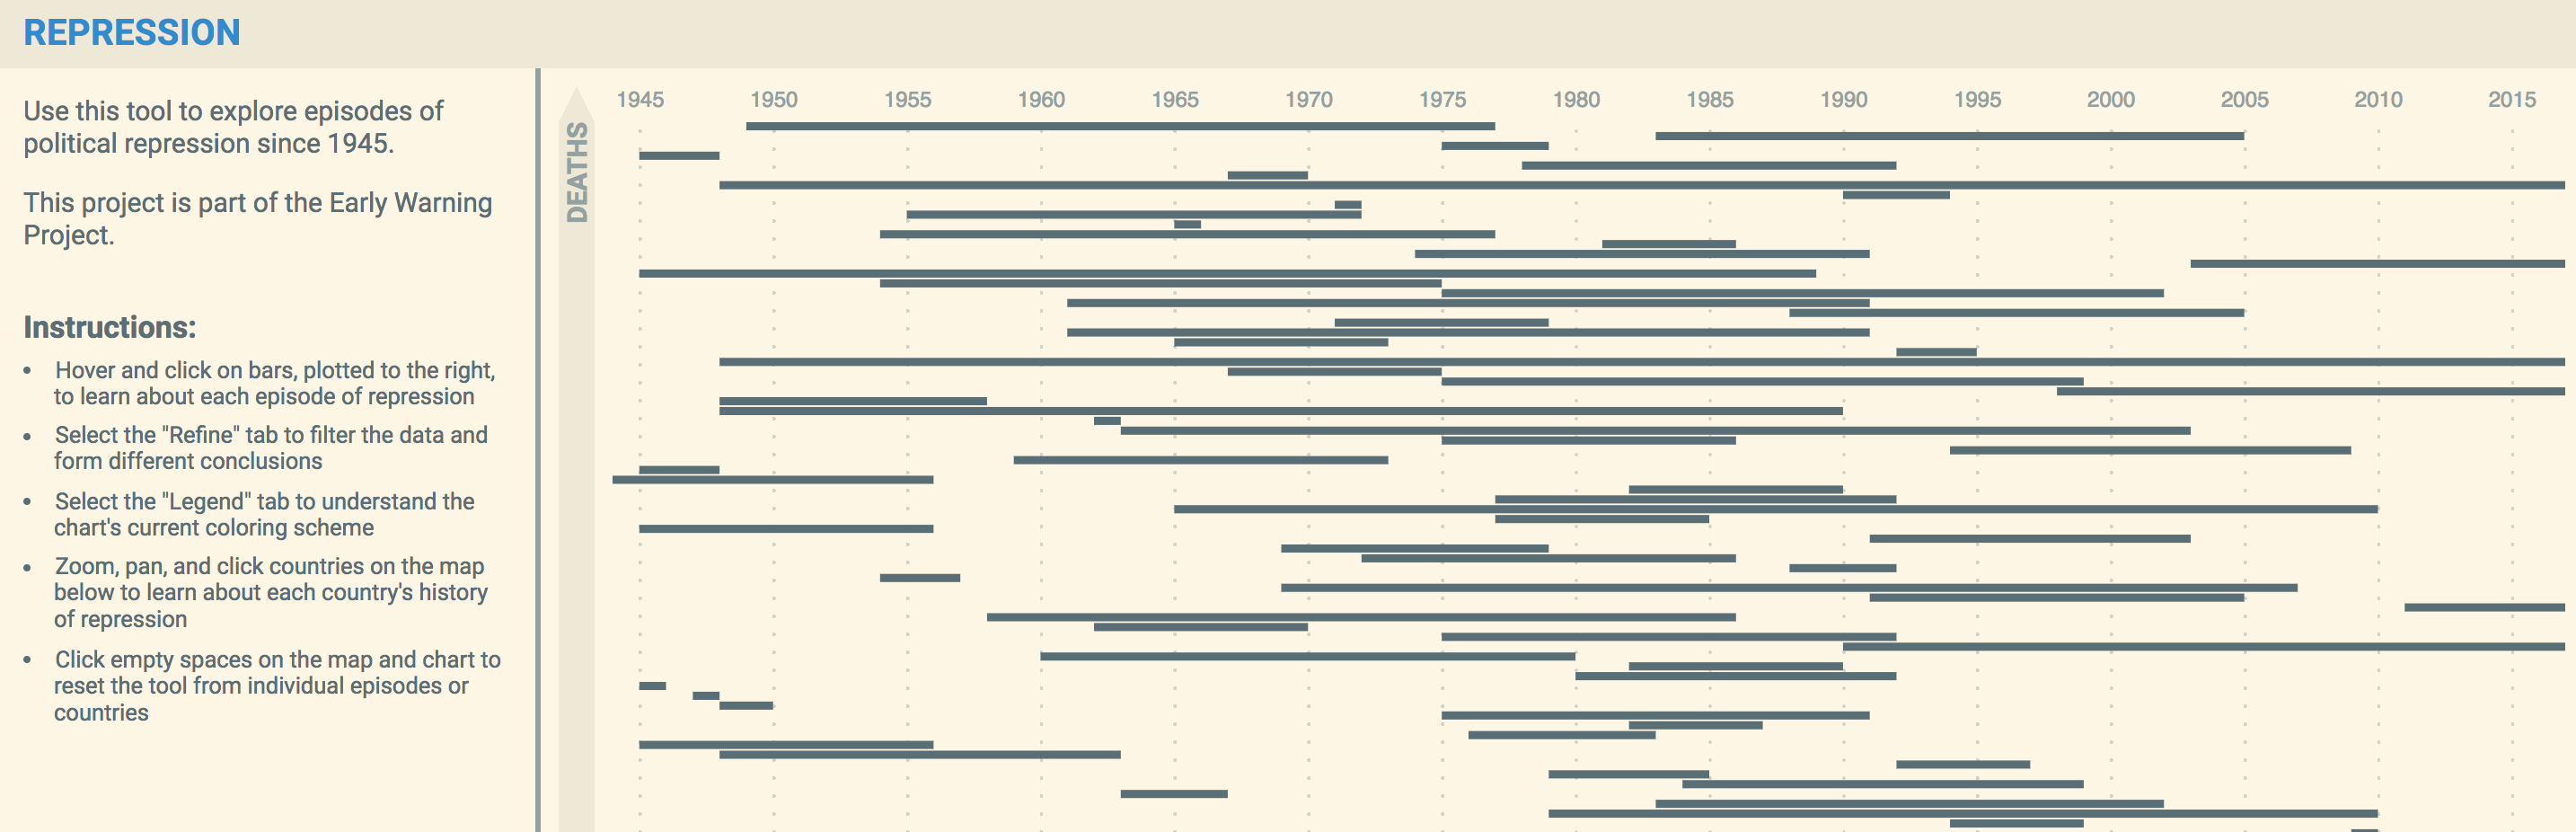 REPRESSION
Use this tool to explore episodes of
political repression since 1945.
This project is part of the Early Warning
Project.
Instructions:
• Hover and click on bars, plotted to the right,
to learn about each episode of repression
• Select the "Refine" tab to filter the data and
form different conclusions
• Select the "Legend" tab to understand the
chart's current coloring scheme
• Zoom, pan, and click countries on the map
below to learn about each country's history
of repression
• Click empty spaces on the map and chart to
reset the tool from individual episodes or
countries
DEATHS
1945 1950 1955 1960 1965 1970 1975 1980 1985 1990 1995 2000 2005 2010 2015